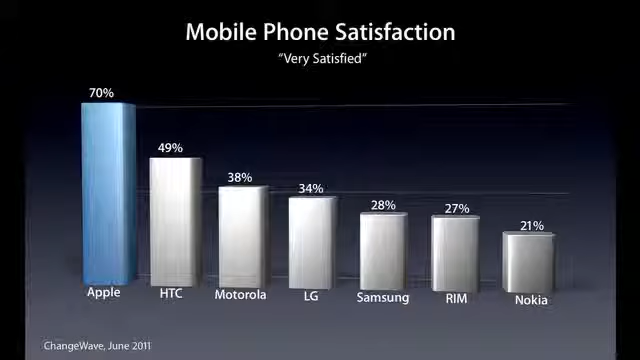 Mobile Phone Satisfaction
"Very Satisfied"
70%
49%
38%
34%
28%
27%
21%
Apple
HTC
Motorola
LG
Samsung
RIM
Nokia
ChangeWave, June 2011